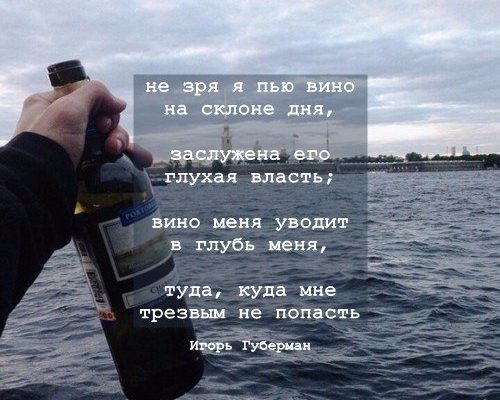 не зря я пью вино
на склоне дня,
заслужена его
глухая власть;
вино меня уводит
в глубь меня,
туда, куда мне
трезвым не попасть
Игорь Губерман